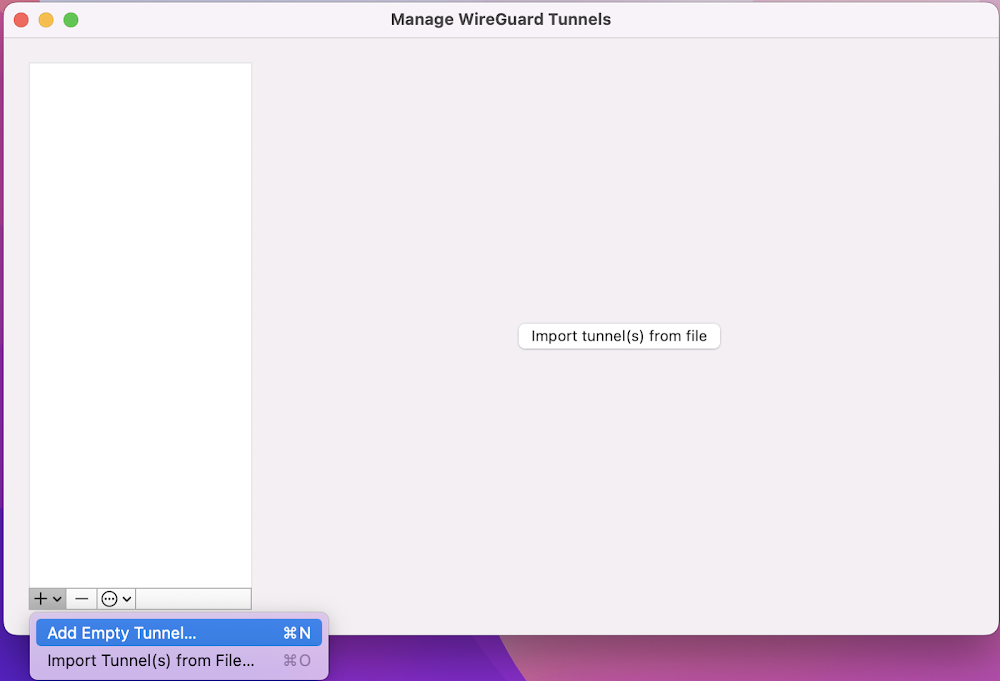 Manage WireGuard Tunnels
Import tunnel(s) from file
Add Empty Tunnel... ⌘N
Import Tunnel(s) from File... ⌘O